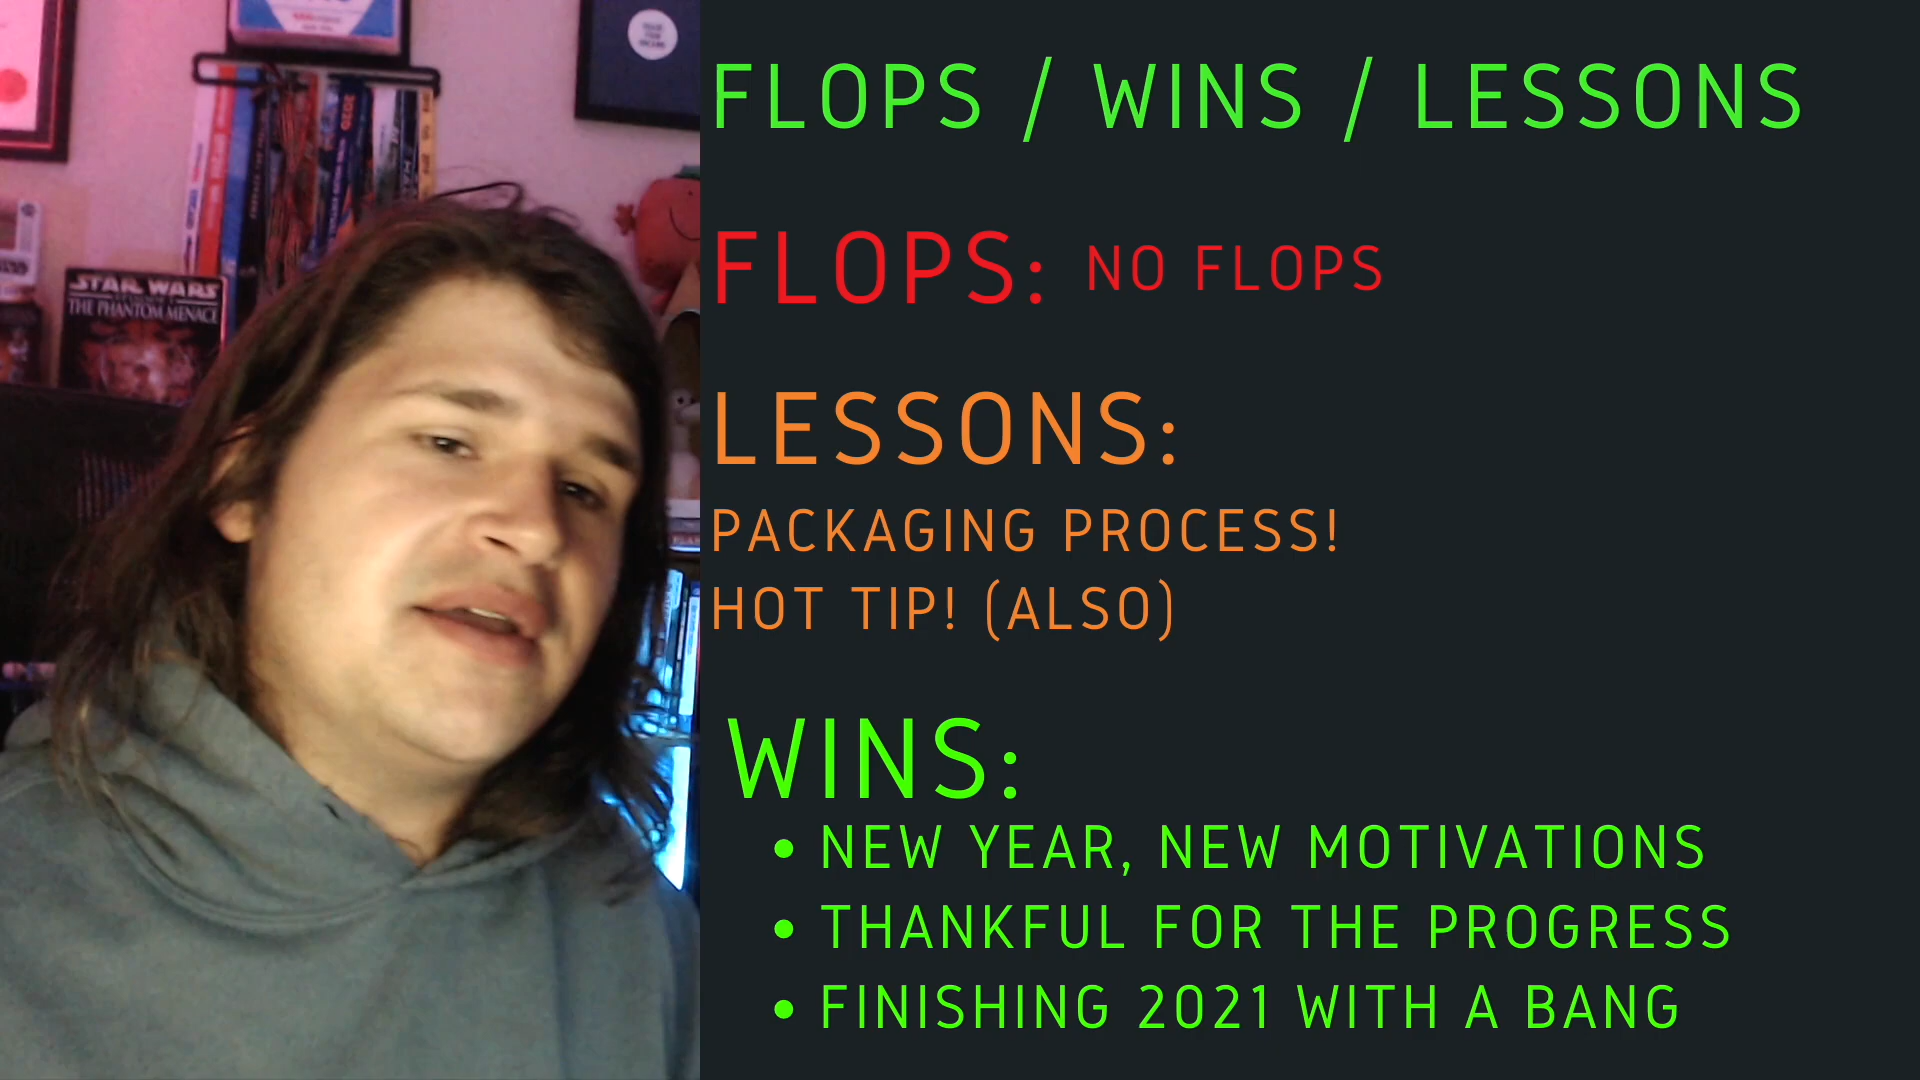 FLOPS / WINS / LESSONS
FLOPS: NO FLOPS
LESSONS:
PACKAGING PROCESS!
HOT TIP! (ALSO)
WINS:
• NEW YEAR, NEW MOTIVATIONS
• THANKFUL FOR THE PROGRESS
• FINISHING 2021 WITH A BANG
STAR WARS
THE PHANTOM MENACE